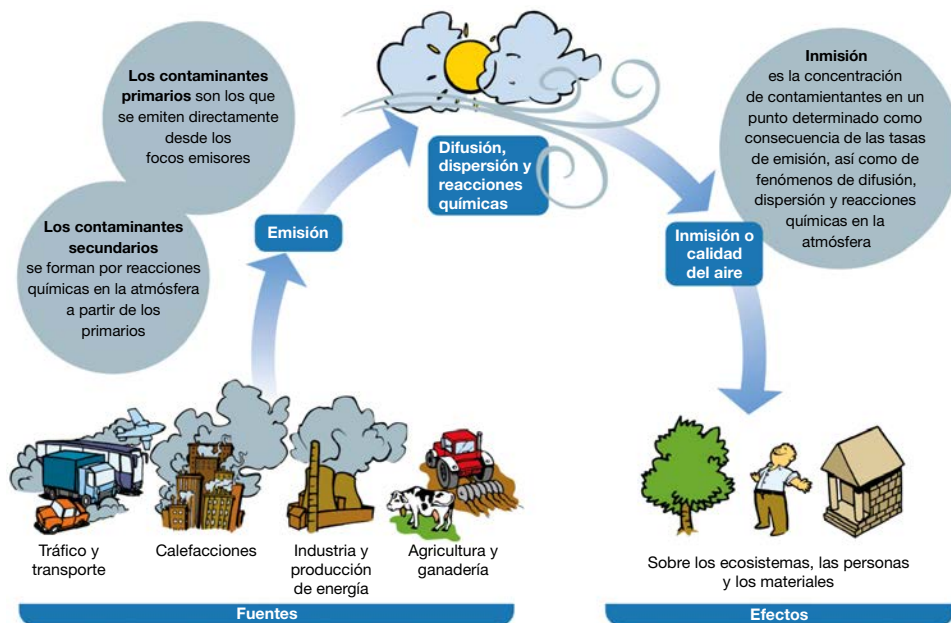 Los contaminantes
primarios son los que
se emiten directamente
desde los
focos emisores
Los contaminantes
secundarios
se forman por reacciones
químicas en la atmósfera
a partir de los
primarios
Emisión
Difusión,
dispersión y
reacciones
químicas
Inmisión
es la concentración
de contamientantes en un
punto determinado como
consecuencia de las tasas
de emisión, así como de
fenómenos de difusión,
dispersión y reacciones
químicas en la
atmósfera
Inmisión o
calidad
del aire
Tráfico y
transporte
Calefacciones
Industria y
producción
de energía
Agricultura y
ganadería
Sobre los ecosistemas, las personas
y los materiales
Fuentes
Efectos